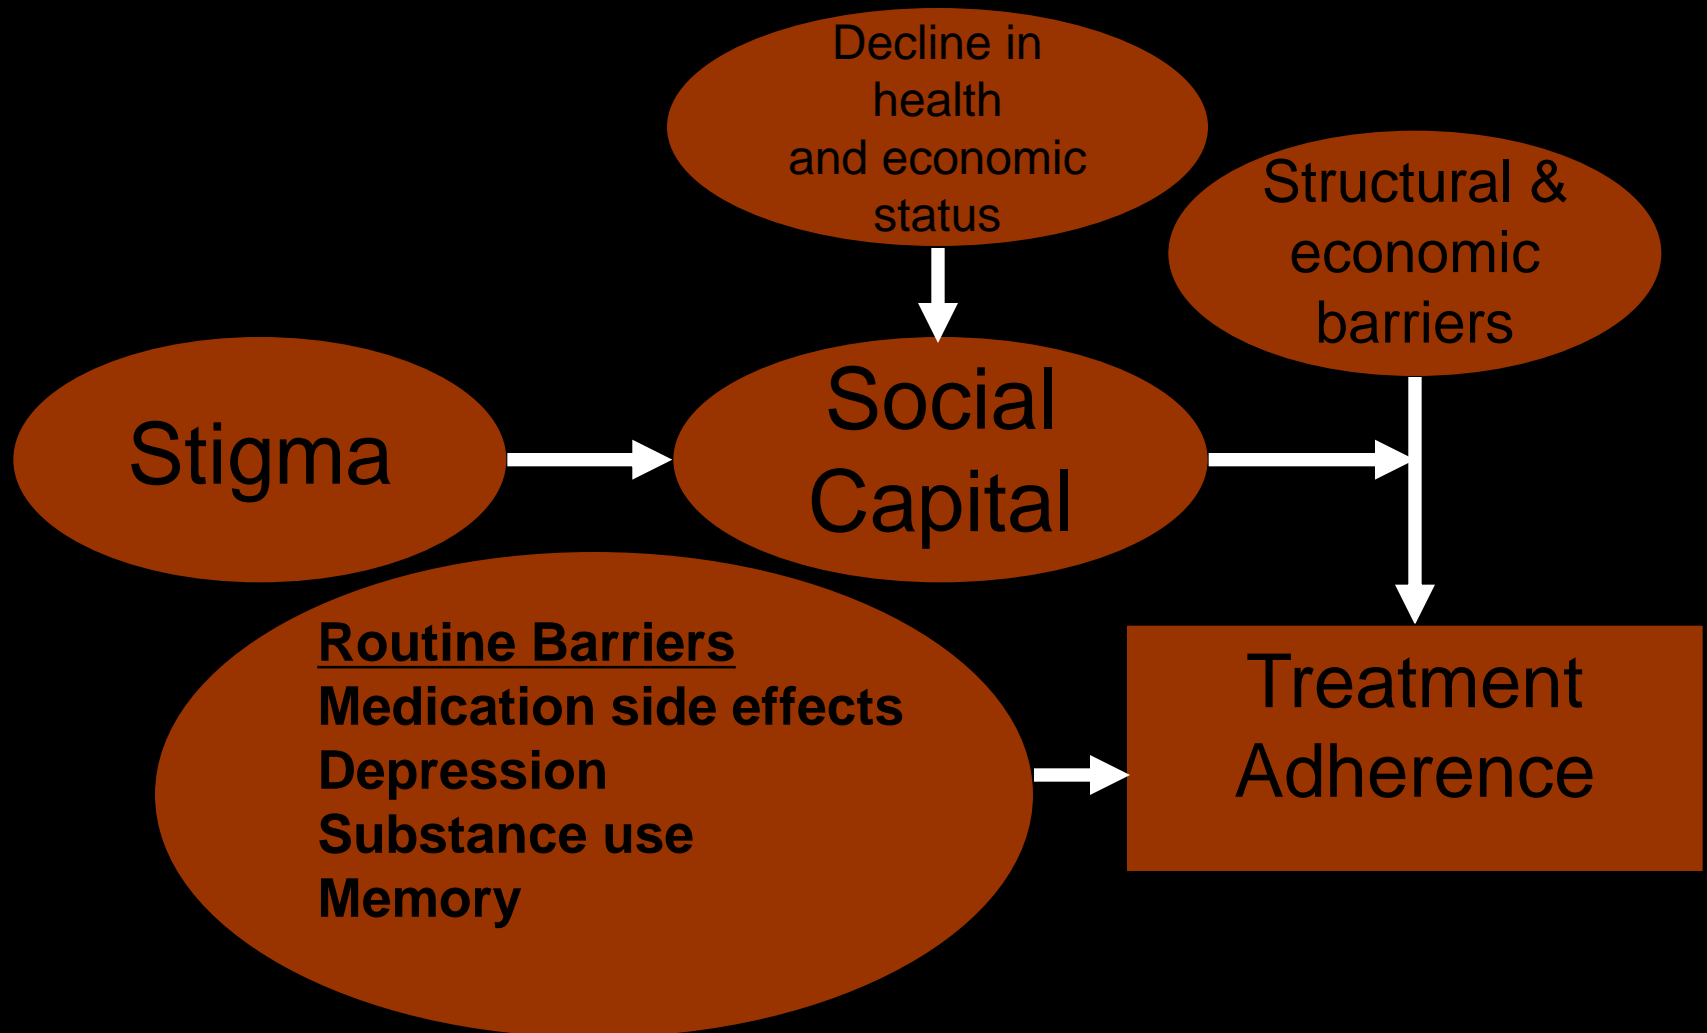 Decline in
health
and economic
status
Structural &
economic
barriers
Stigma
Social
Capital
Routine Barriers
Medication side effects
Depression
Substance use
Memory
Treatment
Adherence